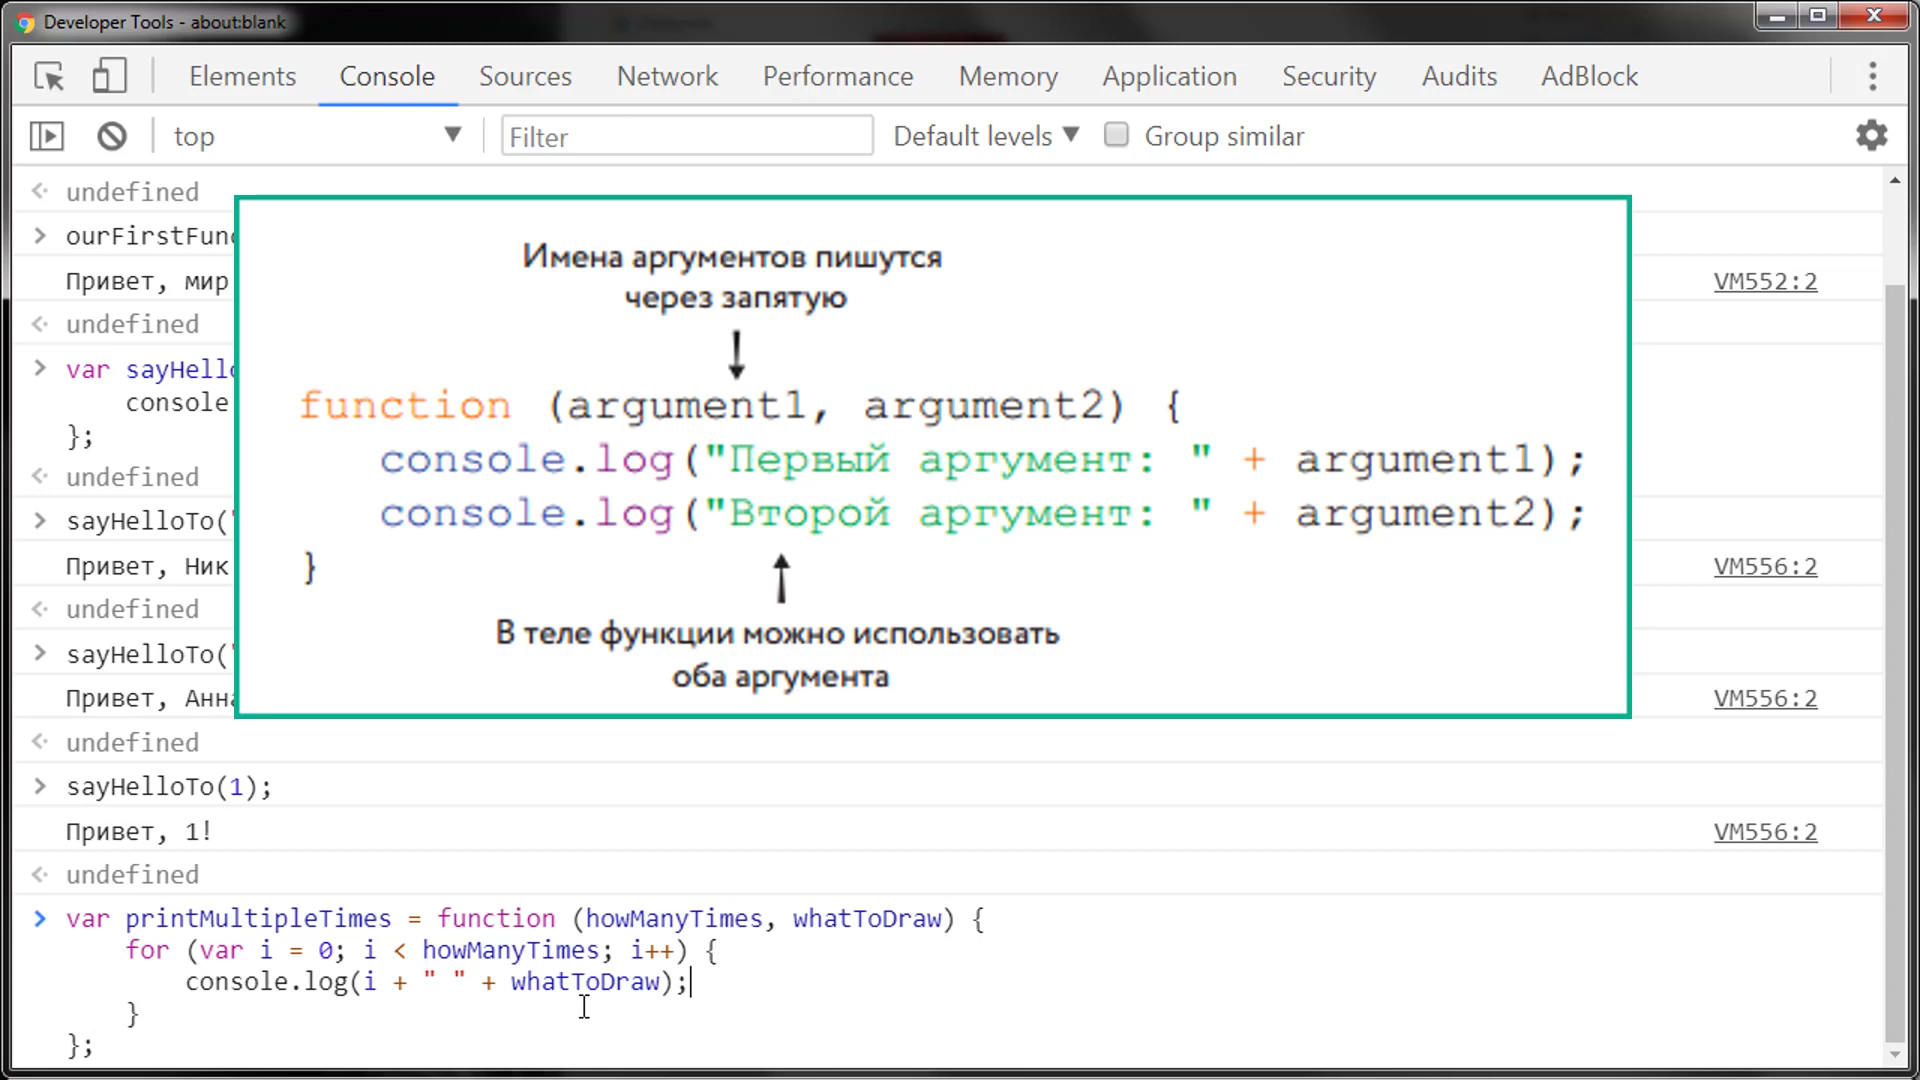 Developer Tools - about:blank
Elements Console Sources Network Performance Memory Application Security Audits AdBlock
top Filter Default levels Group similar
undefined
ourFirstFunc
Привет, мир VM552:2
undefined
var sayHello
console
};
undefined
sayHelloTo("
Привет, Ник VM556:2
undefined
sayHelloTo("
Привет, Анна VM556:2
undefined
sayHelloTo(1);
Привет, 1! VM556:2
undefined
var printMultipleTimes = function (howManyTimes, whatToDraw) {
for (var i = 0; i < howManyTimes; i++) {
console.log(i + " " + whatToDraw);
}
};
Имена аргументов пишутся
через запятую
function (argument1, argument2) {
console.log("Первый аргумент: " + argument1);
console.log("Второй аргумент: " + argument2);
}
В теле функции можно использовать
оба аргумента